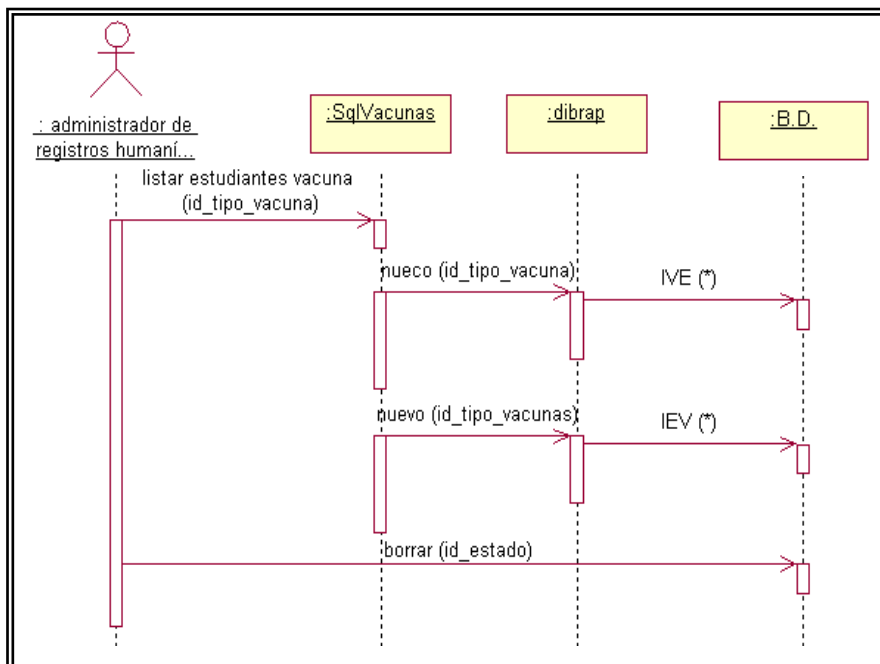 : administrador de
registros humaní...
:SqlVacunas
:dibrap
:B.D.
listar estudiantes vacuna
(id_tipo_vacuna)
nueco (id_tipo_vacuna)
IVE (*)
nuevo (id_tipo_vacunas)
IEV (*)
borrar (id_estado)